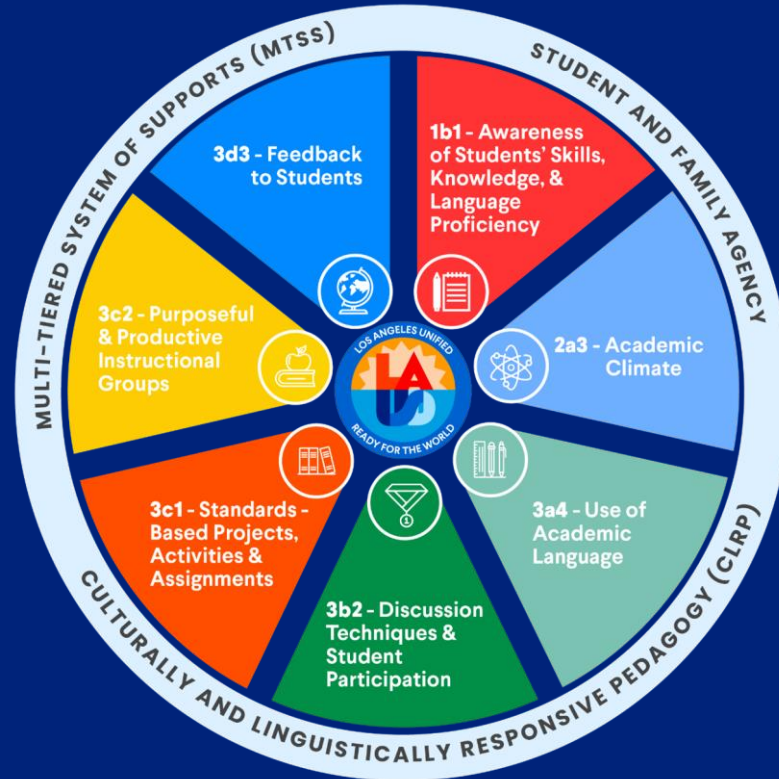 MULTI-TIERED SYSTEM OF SUPPORTS (MTSS)
STUDENT AND FAMILY AGENCY
CULTURALLY AND LINGUISTICALLY RESPONSIVE PEDAGOGY (CLRP)
1b1 - Awareness
of Students' Skills,
Knowledge, &
Language
Proficiency
2a3 - Academic
Climate
3a4 - Use of
Academic
Language
3b2 - Discussion
Techniques &
Student
Participation
3c1 - Standards -
Based Projects,
Activities &
Assignments
3c2 - Purposeful
& Productive
Instructional
Groups
3d3 - Feedback
to Students
LOS ANGELES UNIFIED
LAUSD
READY FOR THE WORLD
1